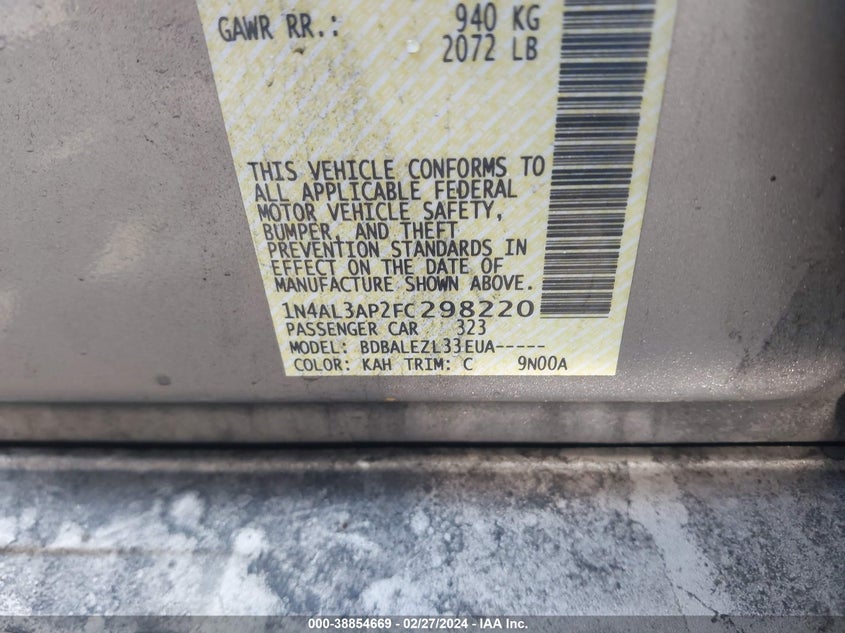 GAWR RR.: 940 KG
2072 LB
THIS VEHICLE CONFORMS TO
ALL APPLICABLE FEDERAL
MOTOR VEHICLE SAFETY,
BUMPER, AND THEFT
PREVENTION STANDARDS IN
EFFECT ON THE DATE OF
MANUFACTURE SHOWN ABOVE.
1N4AL3AP2FC298220
PASSENGER CAR 323
MODEL: BDBALEZL33EUA-----
COLOR: KAH TRIM: C 9N00A
000-38854669 - 02/27/2024 - IAA Inc.